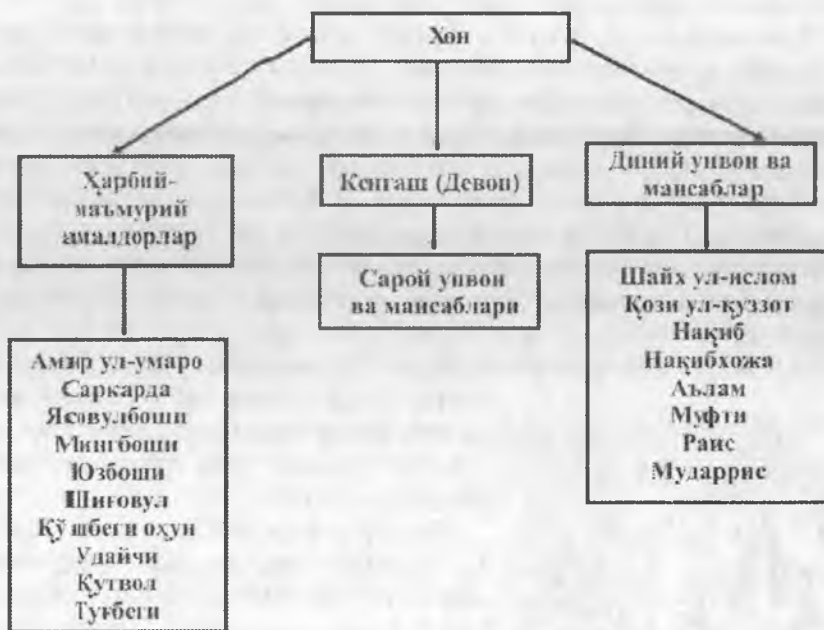 Хон
Ҳарбий-
маъмурий
амалдорлар
Кенгаш (Девон)
Диний унвон ва
мансаблар
Сарой унвон
ва мансаблари
Амир ул-умаро
Саркарда
Ясовулбоши
Мингбоши
Юзбоши
Шиғовул
Қўшбеги оҳун
Удайчи
Қутвол
Туғбеги
Шайх ул-ислом
Қози ул-қуззот
Нақиб
Нақибхожа
Аълам
Муфти
Раис
Мударрис